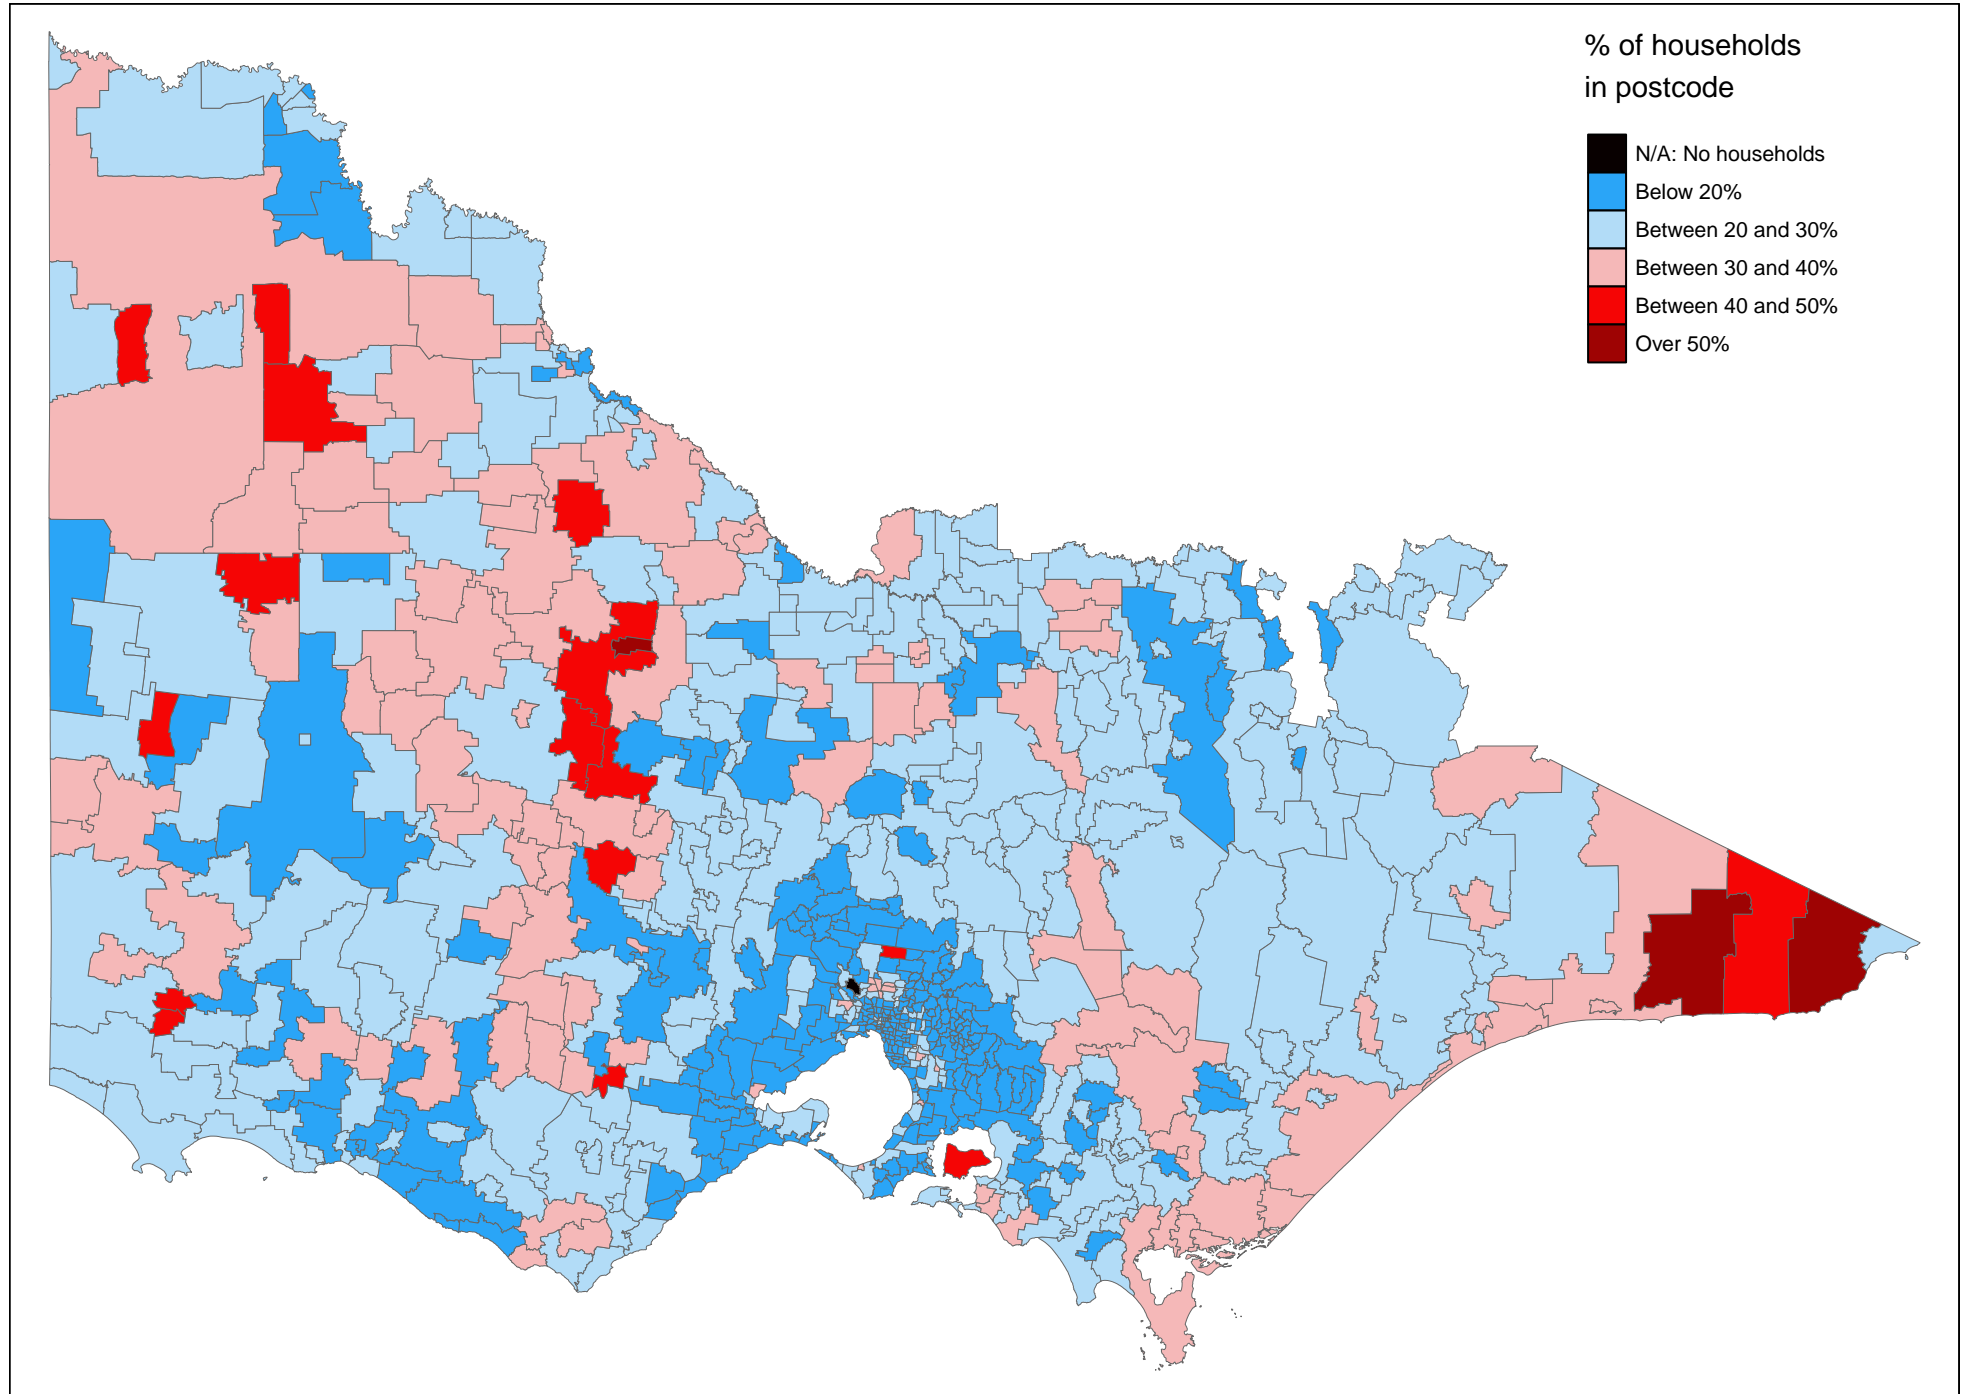 % of households
in postcode
N/A: No households
Below 20%
Between 20 and 30%
Between 30 and 40%
Between 40 and 50%
Over 50%